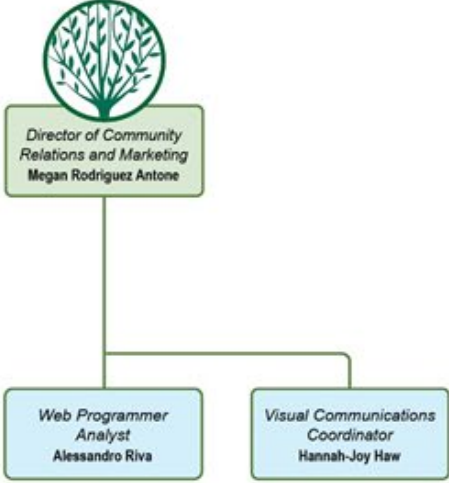 Director of Community
Relations and Marketing
Megan Rodriguez Antone
Web Programmer
Analyst
Alessandro Riva
Visual Communications
Coordinator
Hannah-Joy Haw